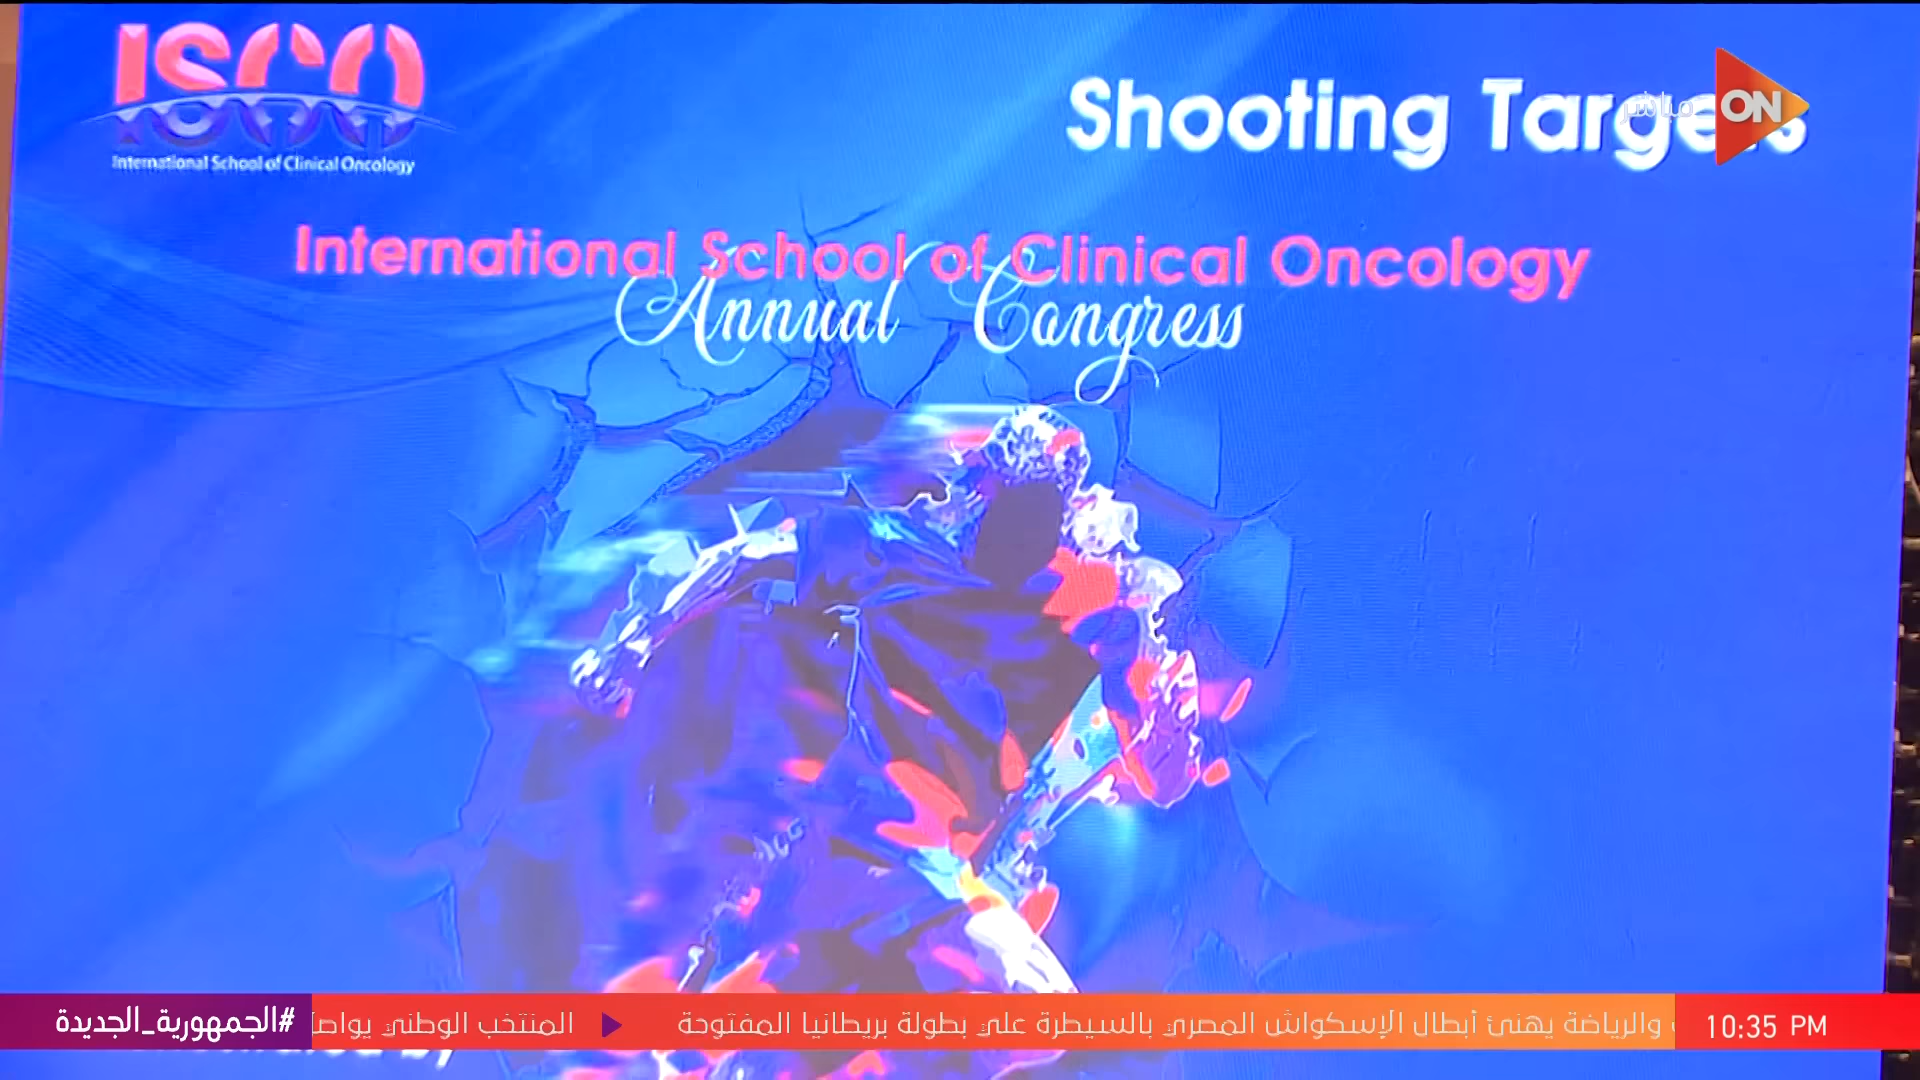 ISCO
International School of Clinical Oncology
Shooting Targets
مباشر
ON
International School of Clinical Oncology
Annual Congress
#الجمهورية_الجديدة
والرياضة يهنئ أبطال الإسكواش المصري بالسيطرة على بطولة بريطانيا المفتوحة
المنتخب الوطني
10:35 PM
by